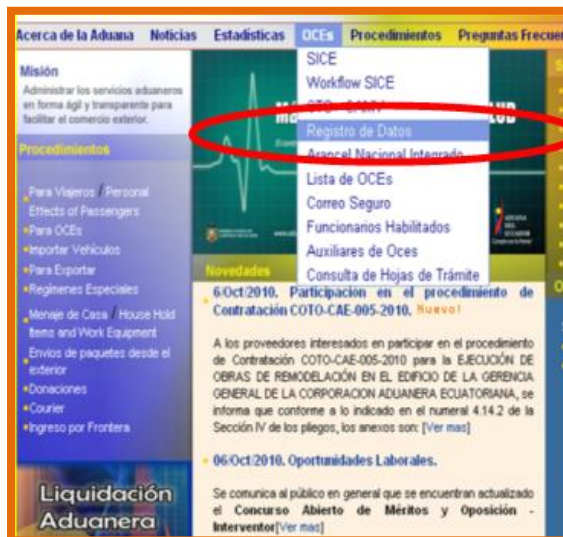 Acerca de la Aduana Noticias Estadísticas OCEs Procedimientos Preguntas Frecuen
Misión
Administrar los servicios aduaneros
en forma ágil y transparente para
facilitar el comercio exterior.
Procedimientos
Para Viajeros / Personal
Effects of Passengers
Para OCEs
Importar Vehículos
Para Exportar
Regímenes Especiales
Menaje de Casa / House Hold
Items and Work Equipment
Envíos de paquetes desde el
exterior
Donaciones
Courier
Ingreso por Frontera
Liquidación
Aduanera
SICE
Workflow SICE
Registro de Datos
Arancel Nacional Integrado
Lista de OCEs
Correo Seguro
Funcionarios Habilitados
Auxiliares de Oces
Consulta de Hojas de Trámite
LUD
Novedades
6/Oct/2010. Participación en el procedimiento de
Contratación COTO-CAE-005-2010. Nuevo!
A los proveedores interesados en participar en el procedimiento
de Contratación COTO-CAE-005-2010 para la EJECUCIÓN DE
OBRAS DE REMODELACIÓN EN EL EDIFICIO DE LA GERENCIA
GENERAL DE LA CORPORACION ADUANERA ECUATORIANA, se
informa que conforme a lo indicado en el numeral 4.14.2 de la
Sección IV de los pliegos, los anexos son: [Ver mas]
06/Oct/2010. Oportunidades Laborales.
Se comunica al público en general que se encuentran actualizado
el Concurso Abierto de Méritos y Oposición -
Interventor[Ver mas]